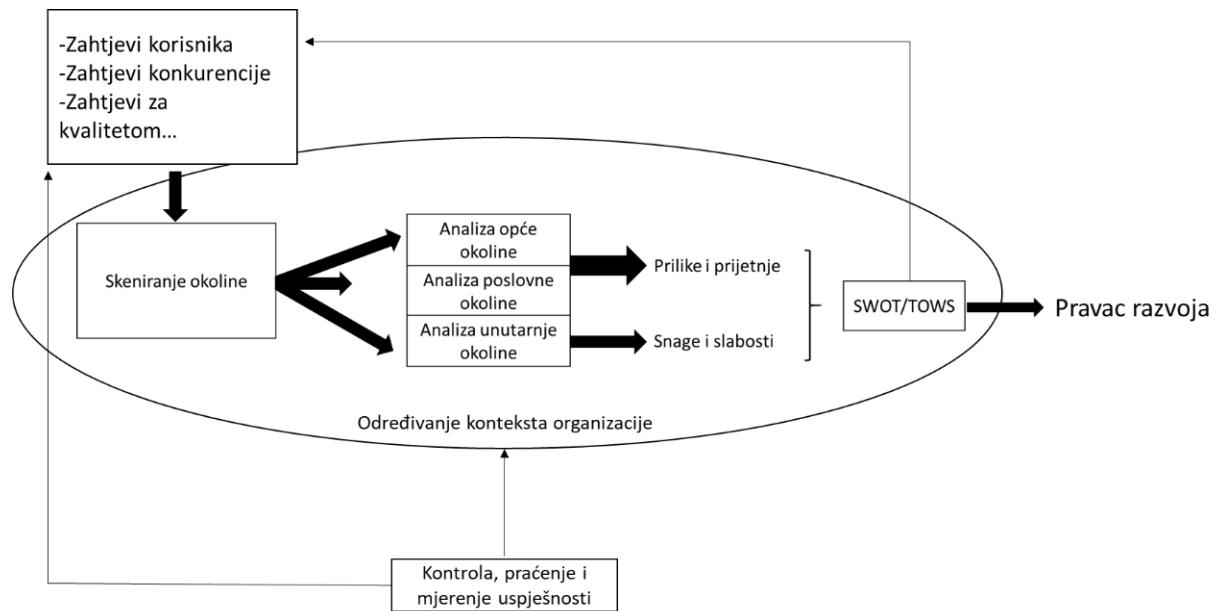 -Zahtjevi korisnika
-Zahtjevi konkurencije
-Zahtjevi za
kvalitetom...
Skeniranje okoline
Analiza opće
okoline
Analiza poslovne
okoline
Analiza unutarnje
okoline
Prilike i prijetnje
Snage i slabosti
SWOT/TOWS
Pravac razvoja
Određivanje konteksta organizacije
Kontrola, praćenje i
mjerenje uspješnosti